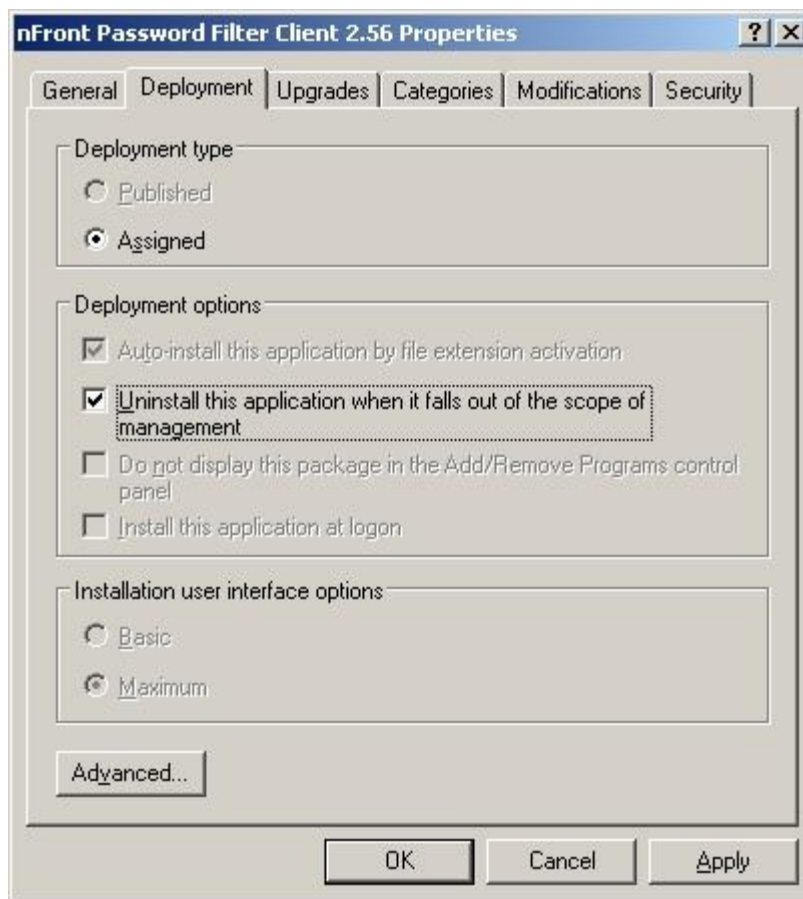 nFront Password Filter Client 2.56 Properties
General Deployment Upgrades Categories Modifications Security
Deployment type
Published
Assigned
Deployment options
Auto-install this application by file extension activation
Uninstall this application when it falls out of the scope of
management
Do not display this package in the Add/Remove Programs control
panel
Install this application at logon
Installation user interface options
Basic
Maximum
Advanced...
OK Cancel Apply